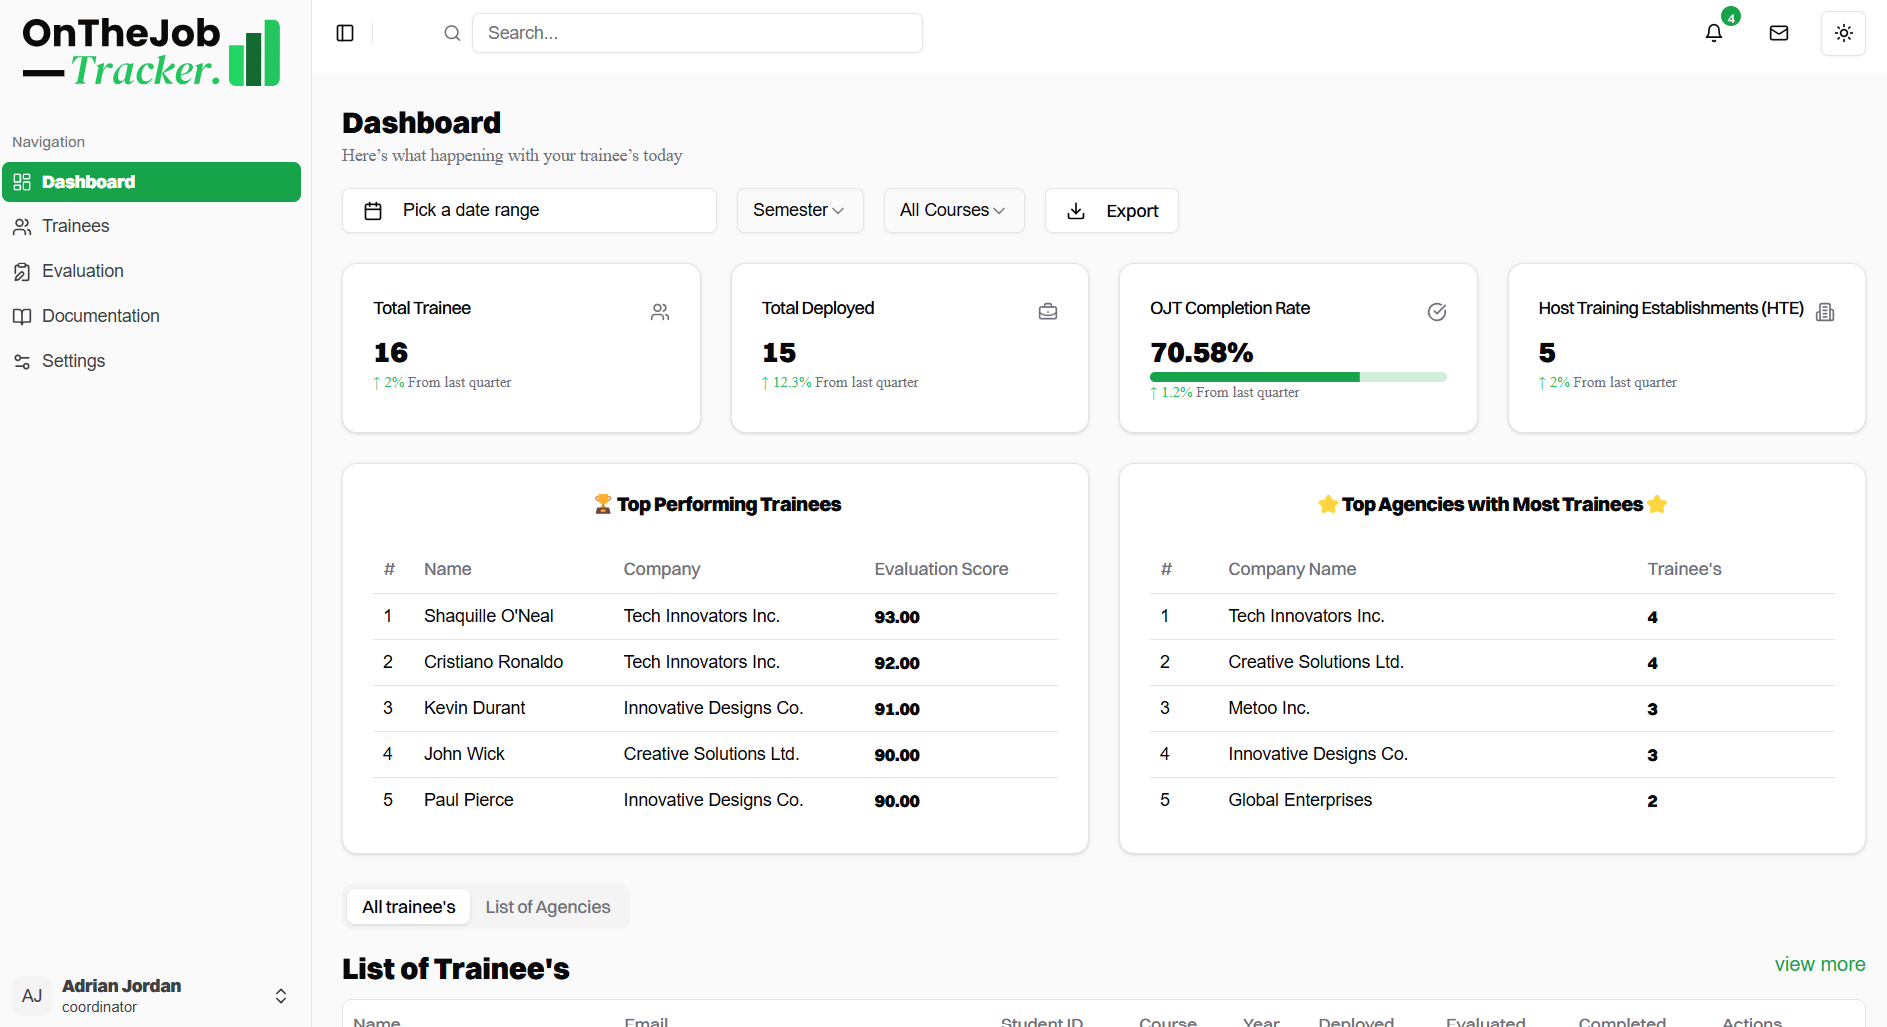 OnTheJob
Tracker.
Search...
4
Navigation
Dashboard
Trainees
Evaluation
Documentation
Settings
Dashboard
Here's what happening with your trainee's today
Pick a date range
Semester
All Courses
Export
Total Trainee
16
↑ 2% From last quarter
Total Deployed
15
↑ 12.3% From last quarter
OJT Completion Rate
70.58%
↑ 1.2% From last quarter
Host Training Establishments (HTE)
5
↑ 2% From last quarter
🏆 Top Performing Trainees
# Name Company Evaluation Score
1 Shaquille O'Neal Tech Innovators Inc. 93.00
2 Cristiano Ronaldo Tech Innovators Inc. 92.00
3 Kevin Durant Innovative Designs Co. 91.00
4 John Wick Creative Solutions Ltd. 90.00
5 Paul Pierce Innovative Designs Co. 90.00
⭐ Top Agencies with Most Trainees ⭐
# Company Name Trainee's
1 Tech Innovators Inc. 4
2 Creative Solutions Ltd. 4
3 Metoo Inc. 3
4 Innovative Designs Co. 3
5 Global Enterprises 2
All trainee's
List of Agencies
List of Trainee's
view more
Name Email Student ID Course Year Deployed Evaluated Completed Actions
AJ
Adrian Jordan
coordinator